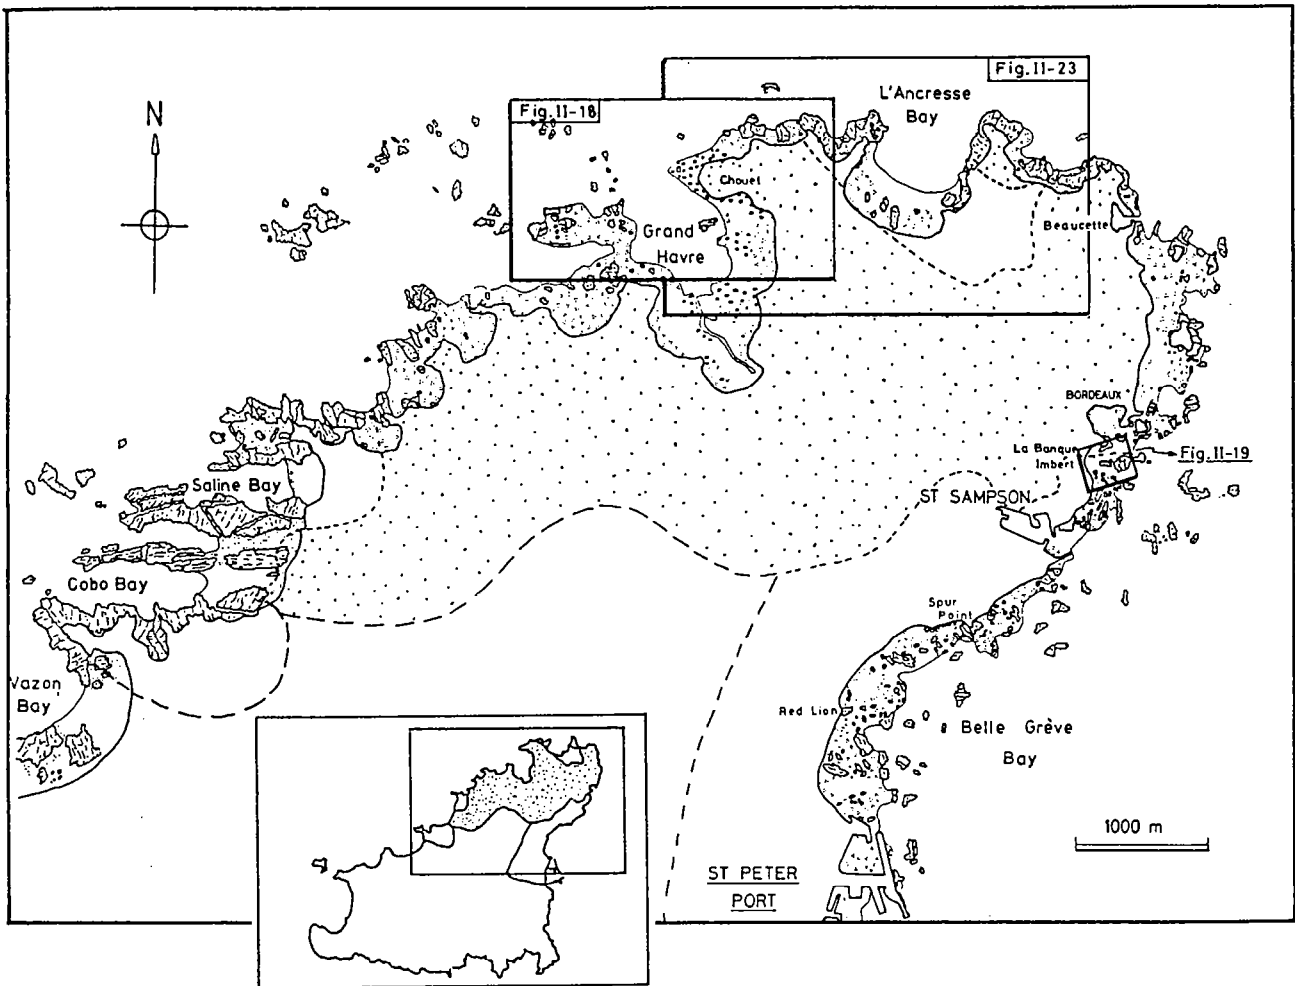 Fig.II-23
L'Ancresse
Bay
Fig.II-18
N
Chouet
Grand
Havre
Beaucette
BORDEAUX
La Banque
Imbert
Fig.II-19
Saline Bay
ST SAMPSON
Cobo Bay
Spur
Point
Vazon
Bay
Red Lion
Belle Grève
Bay
1000 m
ST PETER
PORT